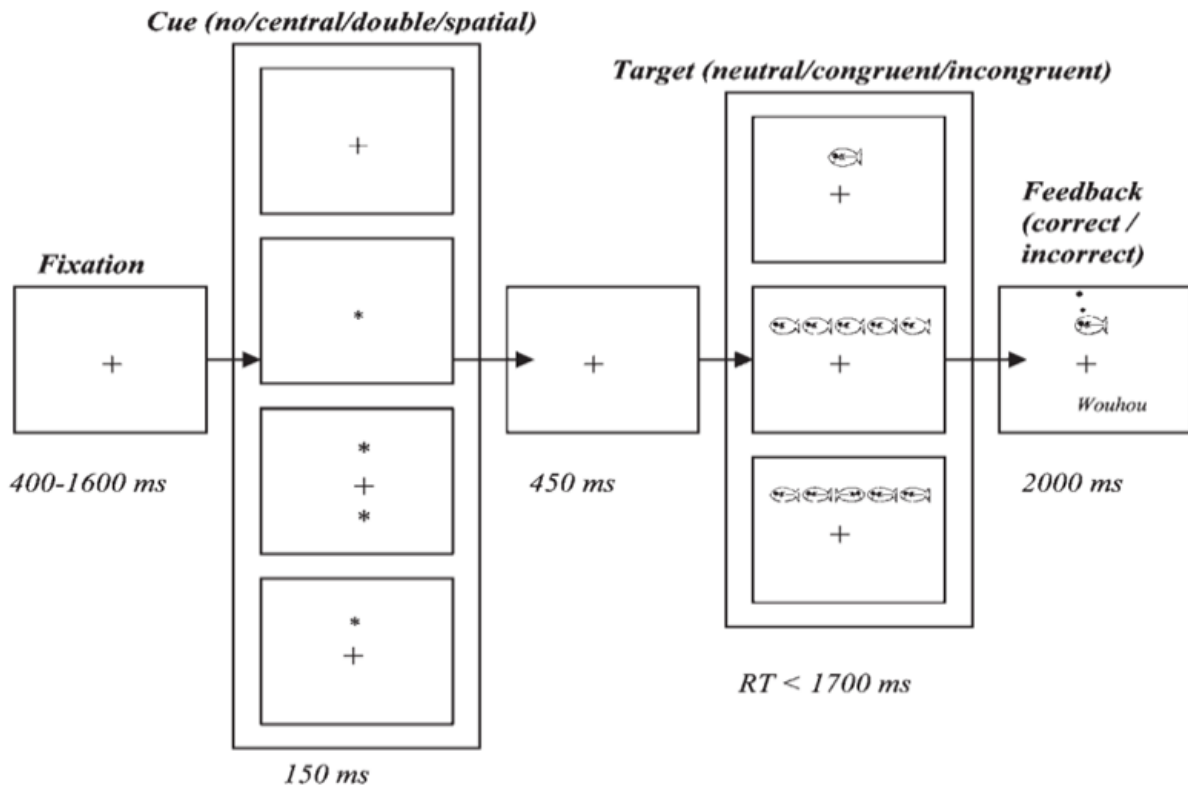 Cue (no/central/double/spatial)
Target (neutral/congruent/incongruent)
Feedback
(correct /
incorrect)
Fixation
Wouhou
400-1600 ms
450 ms
2000 ms
RT < 1700 ms
150 ms